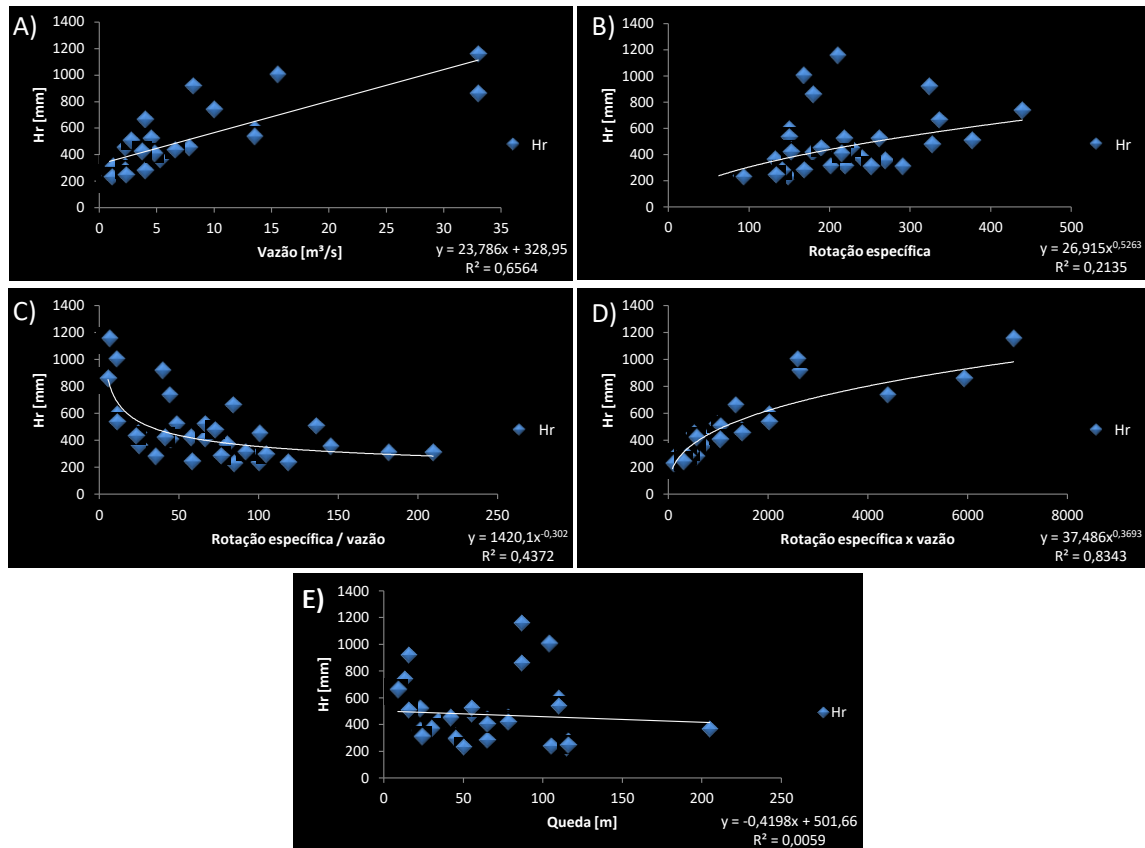 A)
Hr [mm]
1400
1200
1000
800
600
400
200
0
0 5 10 15 20 25 30 35
Vazão [m³/s]
Hr
y = 23,786x + 328,95
R² = 0,6564
B)
Hr [mm]
1400
1200
1000
800
600
400
200
0
0 100 200 300 400 500
Rotação específica
Hr
y = 26,915x^0,5263
R² = 0,2135
C)
Hr [mm]
1400
1200
1000
800
600
400
200
0
0 50 100 150 200 250
Rotação específica / vazão
Hr
y = 1420,1x^-0,302
R² = 0,4372
D)
Hr [mm]
1400
1200
1000
800
600
400
200
0
0 2000 4000 6000 8000
Rotação específica x vazão
Hr
y = 37,486x^0,3693
R² = 0,8343
E)
Hr [mm]
1400
1200
1000
800
600
400
200
0
0 50 100 150 200 250
Queda [m]
Hr
y = -0,4198x + 501,66
R² = 0,0059